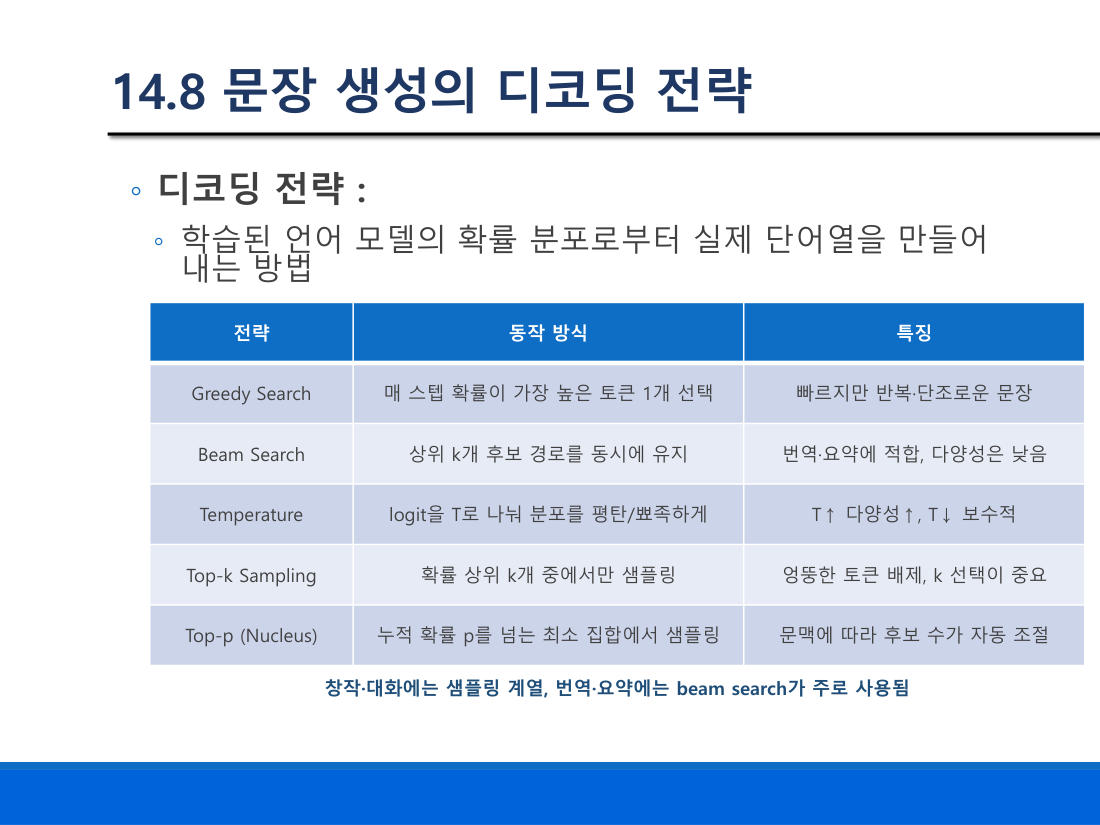 14.8 문장 생성의 디코딩 전략
디코딩 전략 :
학습된 언어 모델의 확률 분포로부터 실제 단어열을 만들어
내는 방법
전략 동작 방식 특징
Greedy Search 매 스텝 확률이 가장 높은 토큰 1개 선택 빠르지만 반복·단조로운 문장
Beam Search 상위 k개 후보 경로를 동시에 유지 번역·요약에 적합, 다양성은 낮음
Temperature logit을 T로 나눠 분포를 평탄/뾰족하게 T↑ 다양성↑, T↓ 보수적
Top-k Sampling 확률 상위 k개 중에서만 샘플링 엉뚱한 토큰 배제, k 선택이 중요
Top-p (Nucleus) 누적 확률 p를 넘는 최소 집합에서 샘플링 문맥에 따라 후보 수가 자동 조절
창작·대화에는 샘플링 계열, 번역·요약에는 beam search가 주로 사용됨